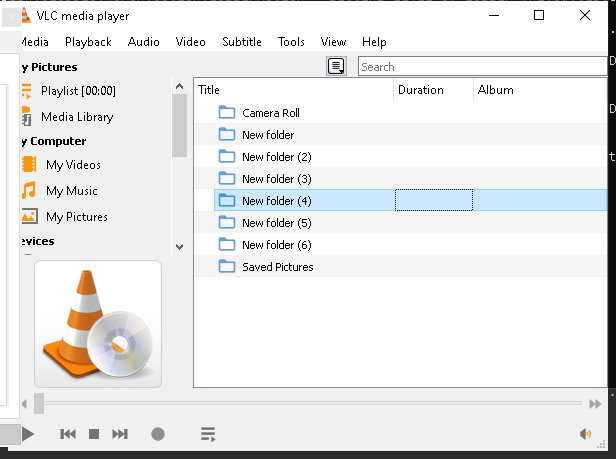 VLC media player
Media Playback Audio Video Subtitle Tools View Help
y Pictures
Search
Playlist [00:00]
Title Duration Album
Media Library
Camera Roll
y Computer
New folder
My Videos
New folder (2)
New folder (3)
My Music
New folder (4)
My Pictures
New folder (5)
evices
New folder (6)
Saved Pictures